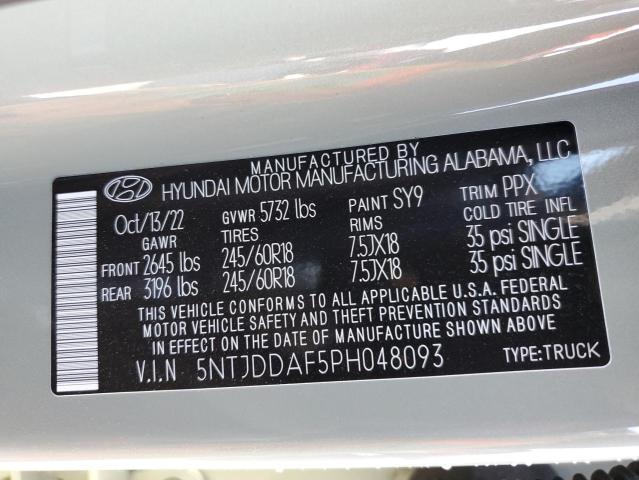 MANUFACTURED BY
HYUNDAI MOTOR MANUFACTURING ALABAMA, LLC
Oct/13/22 GVWR 5732 lbs PAINT SY9 TRIM PPX
GAWR TIRES RIMS COLD TIRE INFL
FRONT 2645 lbs 245/60R18 7.5JX18 35 psi SINGLE
REAR 3196 lbs 245/60R18 7.5JX18 35 psi SINGLE
THIS VEHICLE CONFORMS TO ALL APPLICABLE U.S.A. FEDERAL
MOTOR VEHICLE SAFETY AND THEFT PREVENTION STANDARDS
IN EFFECT ON THE DATE OF MANUFACTURE SHOWN ABOVE.
V.I.N 5NTJDDAF5PH048093 TYPE:TRUCK